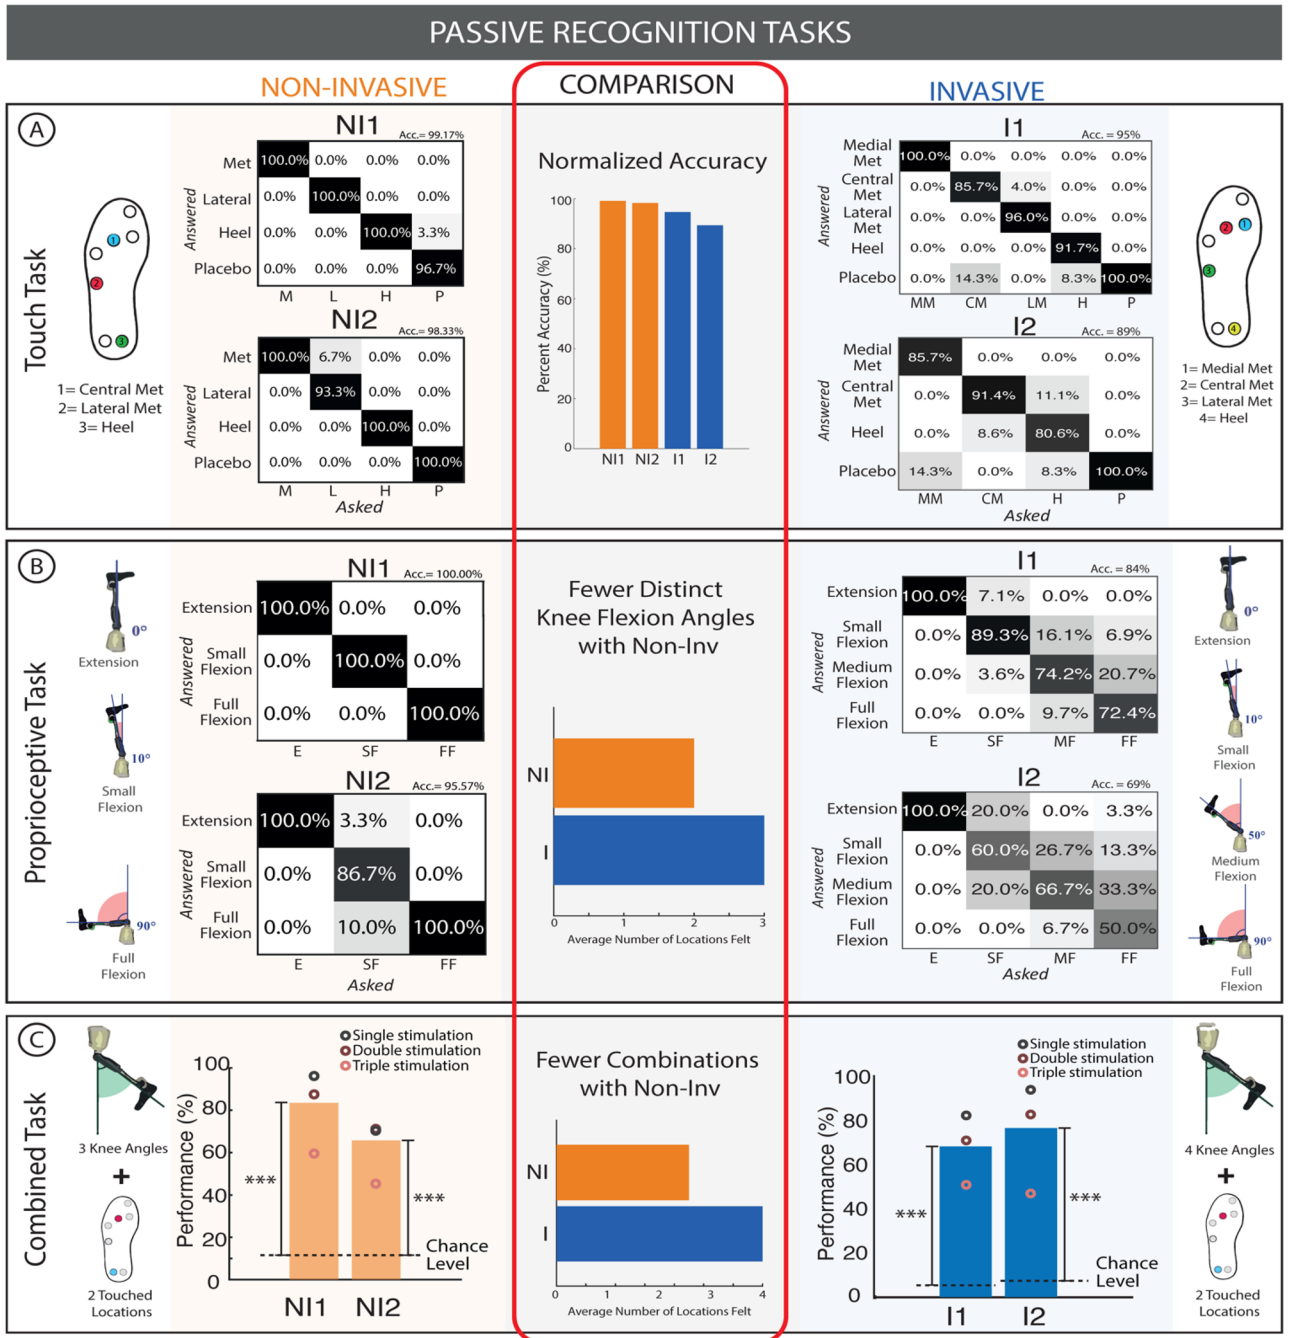 PASSIVE RECOGNITION TASKS
NON-INVASIVE
COMPARISON
INVASIVE
A
Touch Task
1
2
3
1= Central Met
2= Lateral Met
3= Heel
NI1
Acc.= 99.17%
Answered
Met 100.0% 0.0% 0.0% 0.0%
Lateral 0.0% 100.0% 0.0% 0.0%
Heel 0.0% 0.0% 100.0% 3.3%
Placebo 0.0% 0.0% 0.0% 96.7%
M L H P
NI2
Acc.= 98.33%
Answered
Met 100.0% 6.7% 0.0% 0.0%
Lateral 0.0% 93.3% 0.0% 0.0%
Heel 0.0% 0.0% 100.0% 0.0%
Placebo 0.0% 0.0% 0.0% 100.0%
M L H P
Asked
Normalized Accuracy
Percent Accuracy (%)
100
80
60
40
20
0
NI1 NI2 I1 I2
I1
Acc.= 95%
Answered
Medial
Met
100.0% 0.0% 0.0% 0.0% 0.0%
Central
Met
0.0% 85.7% 4.0% 0.0% 0.0%
Lateral
Met
0.0% 0.0% 96.0% 0.0% 0.0%
Heel 0.0% 0.0% 0.0% 91.7% 0.0%
Placebo 0.0% 14.3% 0.0% 8.3% 100.0%
MM CM LM H P
I2
Acc.= 89%
Answered
Medial
Met
85.7% 0.0% 0.0% 0.0%
Central
Met
0.0% 91.4% 11.1% 0.0%
Heel 0.0% 8.6% 80.6% 0.0%
Placebo 14.3% 0.0% 8.3% 100.0%
MM CM H P
Asked
2
1
3
4
1= Medial Met
2= Central Met
3= Lateral Met
4= Heel
B
Proprioceptive Task
0°
Extension
10°
Small
Flexion
90°
Full
Flexion
NI1
Acc.= 100.00%
Answered
Extension 100.0% 0.0% 0.0%
Small
Flexion
0.0% 100.0% 0.0%
Full
Flexion
0.0% 0.0% 100.0%
E SF FF
NI2
Acc.= 95.57%
Answered
Extension 100.0% 3.3% 0.0%
Small
Flexion
0.0% 86.7% 0.0%
Full
Flexion
0.0% 10.0% 100.0%
E SF FF
Asked
Fewer Distinct
Knee Flexion Angles
with Non-Inv
NI
I
0 1 2 3
Average Number of Locations Felt
I1
Acc.= 84%
Answered
Extension 100.0% 7.1% 0.0% 0.0%
Small
Flexion
0.0% 89.3% 16.1% 6.9%
Medium
Flexion
0.0% 3.6% 74.2% 20.7%
Full
Flexion
0.0% 0.0% 9.7% 72.4%
E SF MF FF
I2
Acc.= 69%
Answered
Extension 100.0% 20.0% 0.0% 3.3%
Small
Flexion
0.0% 60.0% 26.7% 13.3%
Medium
Flexion
0.0% 20.0% 66.7% 33.3%
Full
Flexion
0.0% 0.0% 6.7% 50.0%
E SF MF FF
Asked
0°
Extension
10°
Small
Flexion
50°
Medium
Flexion
90°
Full
Flexion
C
Combined Task
3 Knee Angles
+
2 Touched
Locations
Single stimulation
Double stimulation
Triple stimulation
Performance (%)
100
80
60
40
20
0
***
***
Chance
Level
NI1 NI2
Fewer Combinations
with Non-Inv
NI
I
0 1 2 3 4
Average Number of Locations Felt
Single stimulation
Double stimulation
Triple stimulation
Performance (%)
100
80
60
40
20
0
***
***
Chance
Level
I1 I2
4 Knee Angles
+
2 Touched
Locations